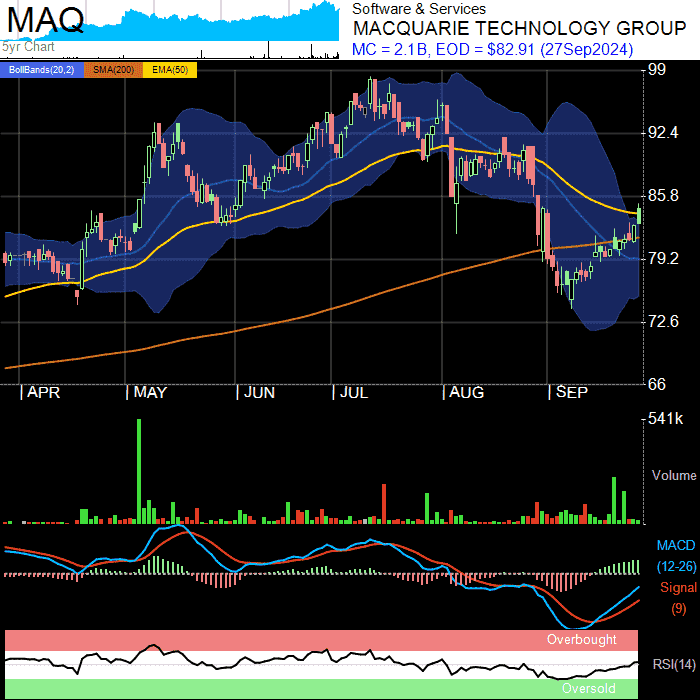 MAQ
Software & Services
MACQUARIE TECHNOLOGY GROUP
MC = 2.1B, EOD = $82.91 (27Sep2024)
5yr Chart
BollBands(20,2) SMA(200) EMA(50)
99
92.4
85.8
79.2
72.6
66
| APR | MAY | JUN | JUL | AUG | SEP
541k
Volume
MACD
(12-26)
Signal
(9)
Overbought
RSI(14)
Oversold